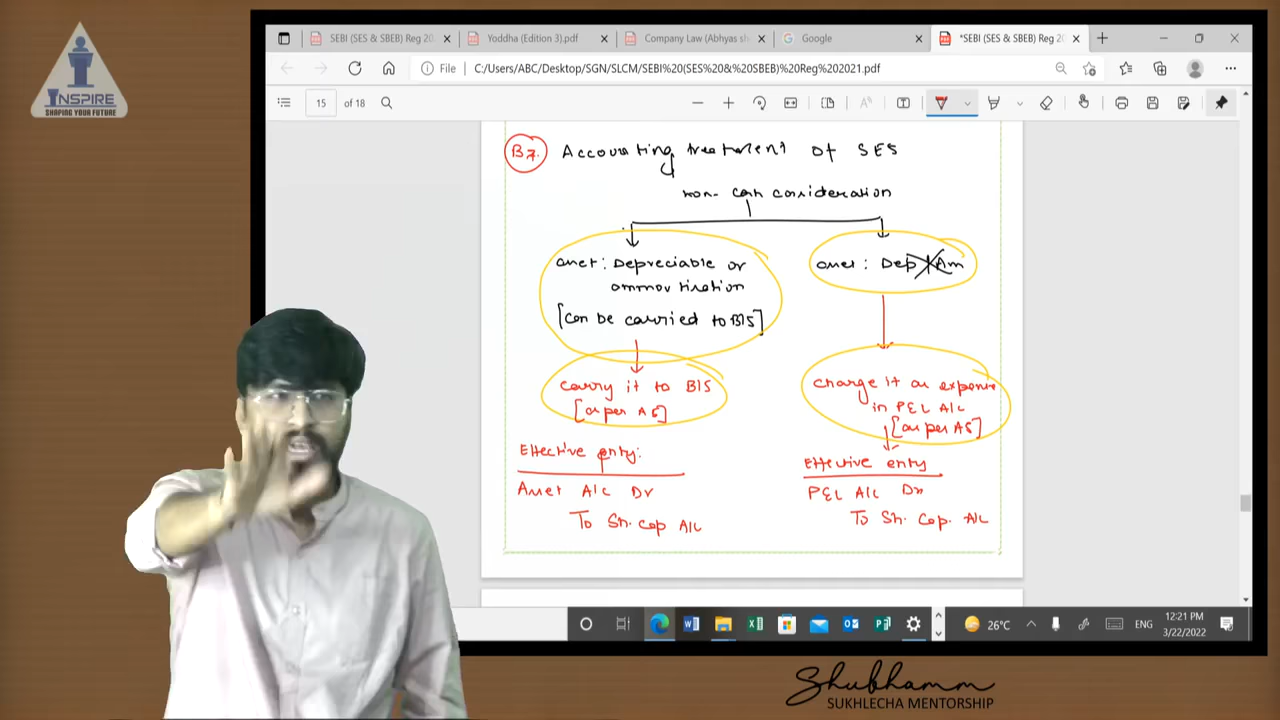 INSPIRE
SHAPING YOUR FUTURE
SEBI (SES & SBEB) Reg 20
Yoddha (Edition 3).pdf
Company Law (Abhyas sh
Google
*SEBI (SES & SBEB) Reg 2
File C:/Users/ABC/Desktop/SGN/SLCM/SEBI%20(SES%20&%20SBEB)%20Reg%202021.pdf
15 of 18
B7. Accounting treatment of SES
non-cash consideration
asset: Depreciable or
ammortisation
[can be carried to B/S]
asset: Dep/Am
carry it to B/S
[as per AS]
charge it as expense
in P&L A/c
[as per AS]
Effective entry:
Asset A/c Dr
To Sh. cap A/c
Effective entry
P&L A/c Dr
To Sh. Cap. A/c
26°C
ENG
12:21 PM
3/22/2022
Shubhamm
SUKHLECHA MENTORSHIP